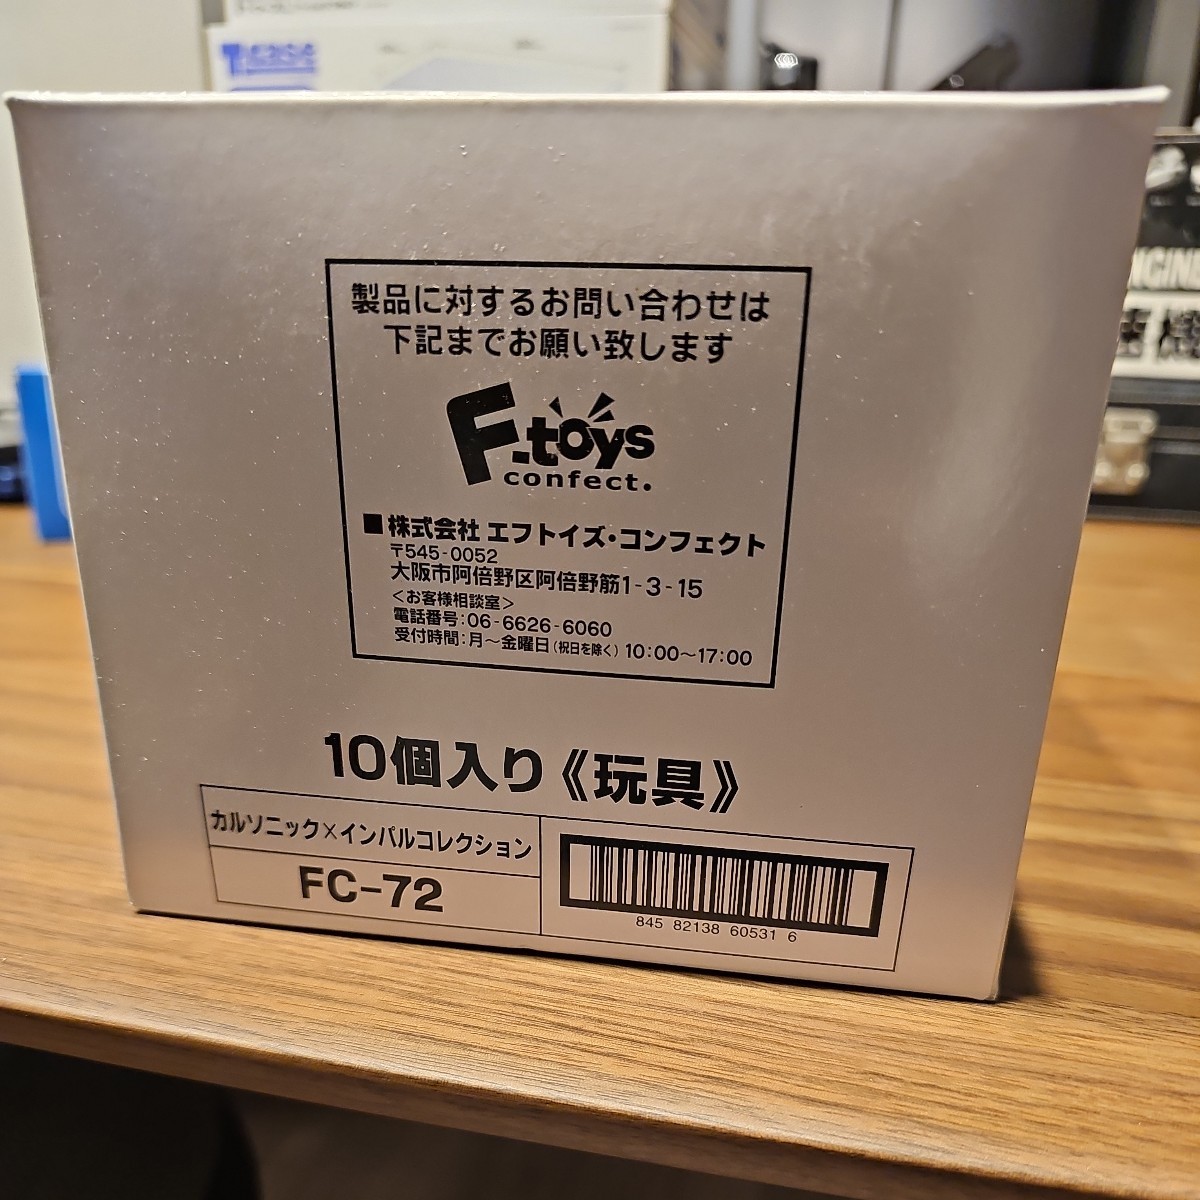 製品に対するお問い合わせは
下記までお願い致します
F-toys
confect.
■株式会社 エフトイズ・コンフェクト
〒545-0052
大阪市阿倍野区阿倍野筋1-3-15
<お客様相談室>
電話番号:06-6626-6060
受付時間:月～金曜日(祝日を除く) 10:00～17:00
10個入り《玩具》
カルソニック×インパルコレクション
FC-72
845 82138 60531 6